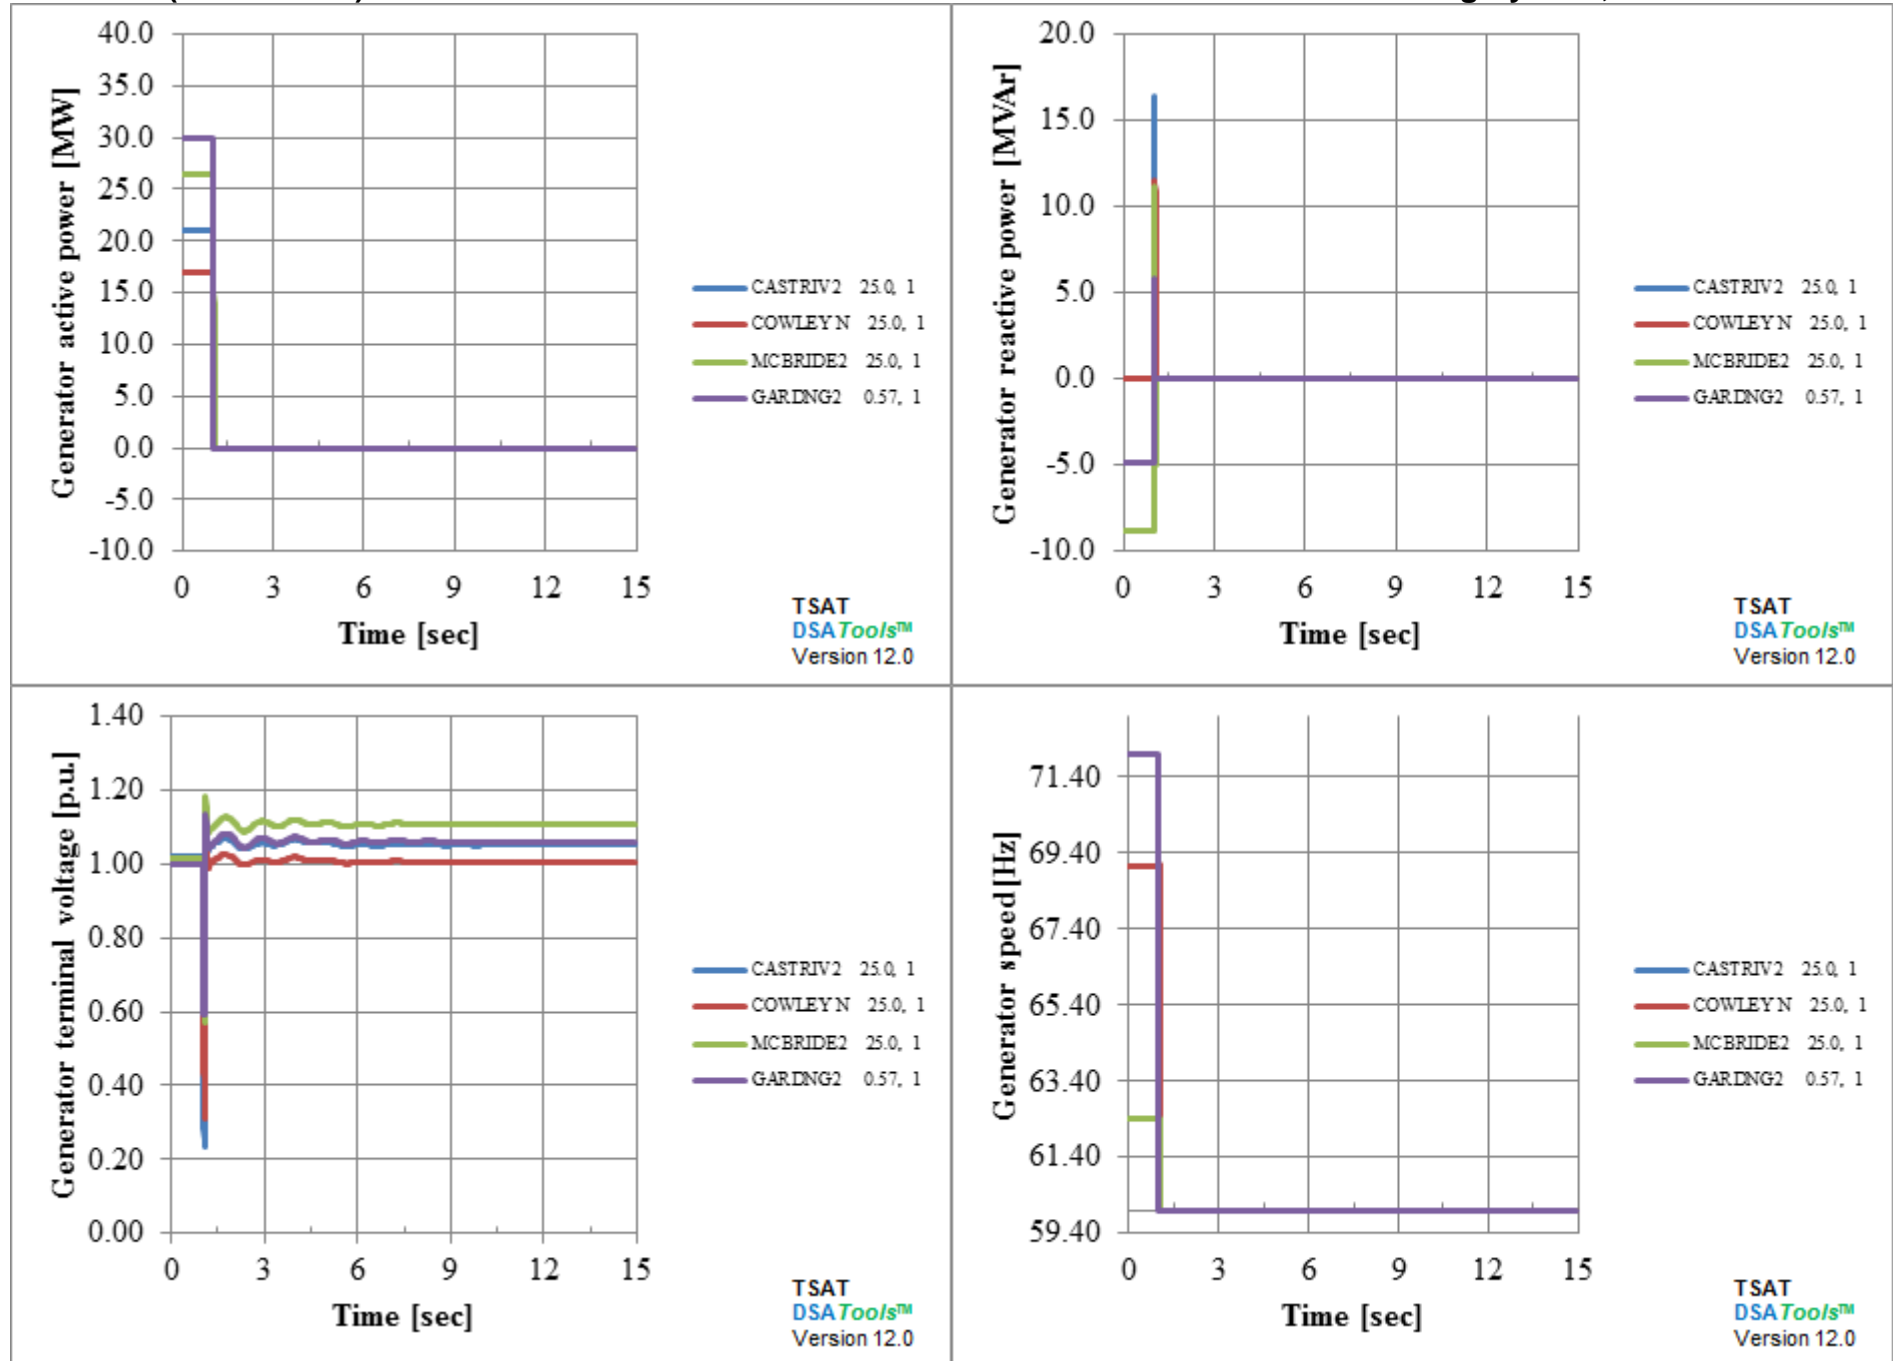 40.0
35.0
30.0
25.0
20.0
15.0
10.0
5.0
0.0
-5.0
-10.0
0 3 6 9 12 15
Generator active power [MW]
Time [sec]
CASTRIV2 25.0, 1
COWLEY N 25.0, 1
MCBRIDE2 25.0, 1
GARDNG2 0.57, 1
TSAT
DSATools™
Version 12.0
20.0
15.0
10.0
5.0
0.0
-5.0
-10.0
0 3 6 9 12 15
Generator reactive power [MVAr]
Time [sec]
CASTRIV2 25.0, 1
COWLEY N 25.0, 1
MCBRIDE2 25.0, 1
GARDNG2 0.57, 1
TSAT
DSATools™
Version 12.0
1.40
1.20
1.00
0.80
0.60
0.40
0.20
0.00
0 3 6 9 12 15
Generator terminal voltage [p.u.]
Time [sec]
CASTRIV2 25.0, 1
COWLEY N 25.0, 1
MCBRIDE2 25.0, 1
GARDNG2 0.57, 1
TSAT
DSATools™
Version 12.0
71.40
69.40
67.40
65.40
63.40
61.40
59.40
0 3 6 9 12 15
Generator speed[Hz]
Time [sec]
CASTRIV2 25.0, 1
COWLEY N 25.0, 1
MCBRIDE2 25.0, 1
GARDNG2 0.57, 1
TSAT
DSATools™
Version 12.0